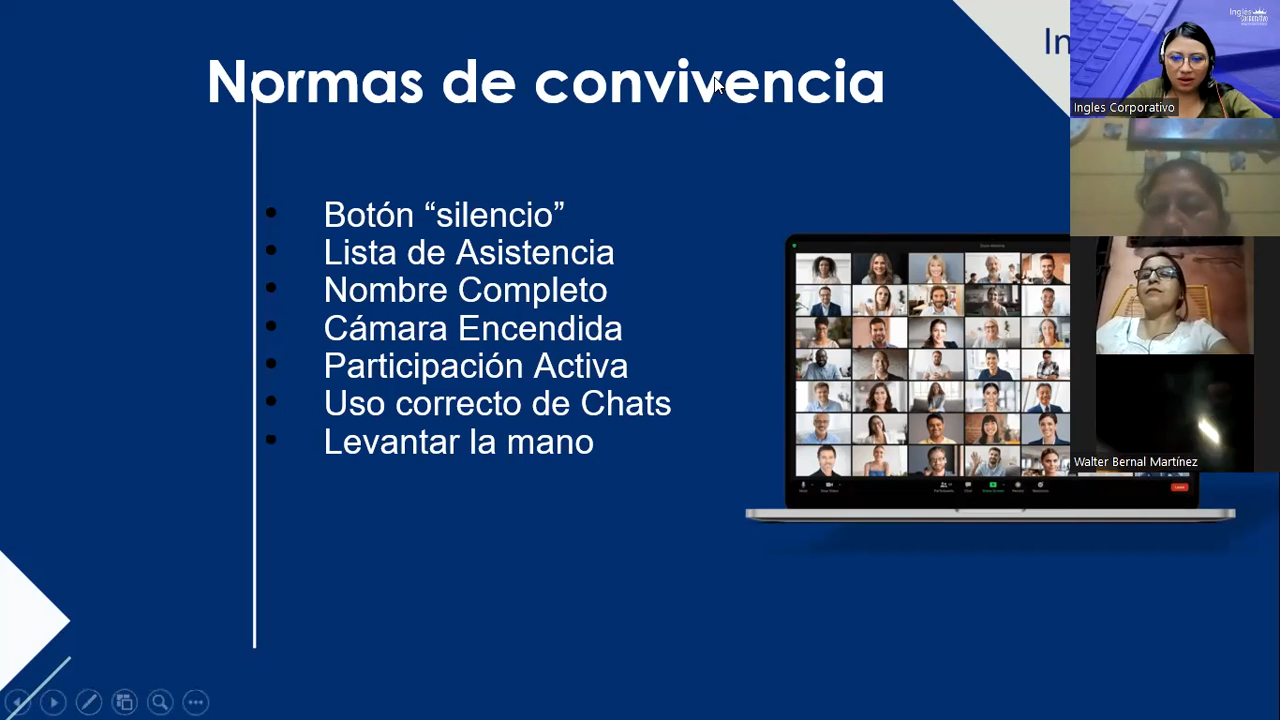 Normas de convivencia
In
Botón “silencio”
Lista de Asistencia
Nombre Completo
Cámara Encendida
Participación Activa
Uso correcto de Chats
Levantar la mano
Ingles Corporativo
Walter Bernal Martínez